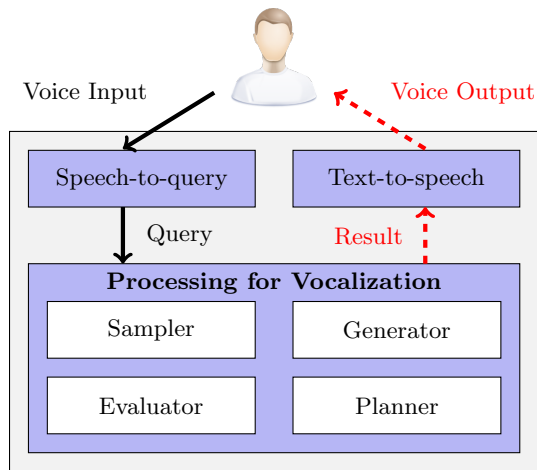 Voice Input
Voice Output
Speech-to-query
Text-to-speech
Query
Result
Processing for Vocalization
Sampler
Generator
Evaluator
Planner